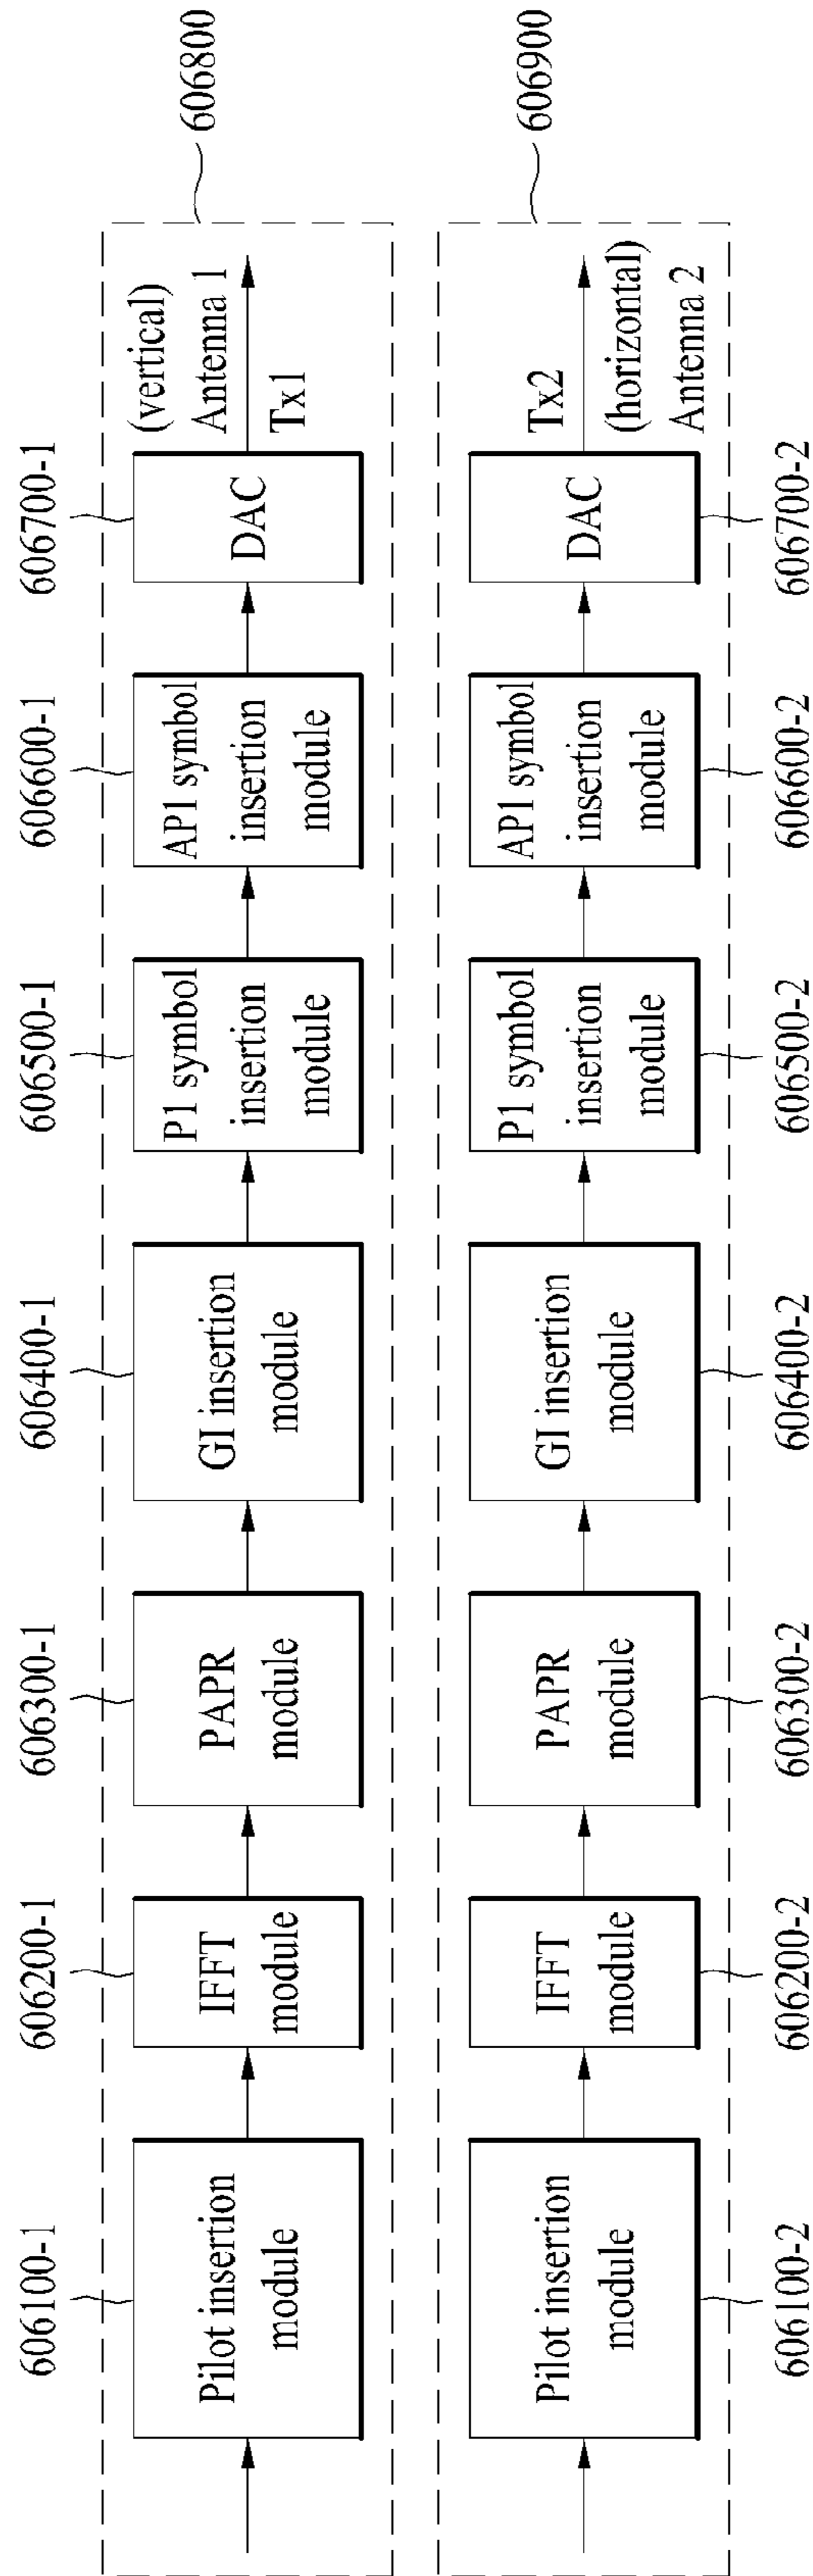 606100-1
606200-1
606300-1
606400-1
606500-1
606600-1
606700-1
606800
Pilot insertion
module
IFFT
module
PAPR
module
GI insertion
module
P1 symbol
insertion
module
AP1 symbol
insertion
module
DAC
(vertical)
Antenna 1
Tx1
606900
Pilot insertion
module
IFFT
module
PAPR
module
GI insertion
module
P1 symbol
insertion
module
AP1 symbol
insertion
module
DAC
Tx2
(horizontal)
Antenna 2
606100-2
606200-2
606300-2
606400-2
606500-2
606600-2
606700-2